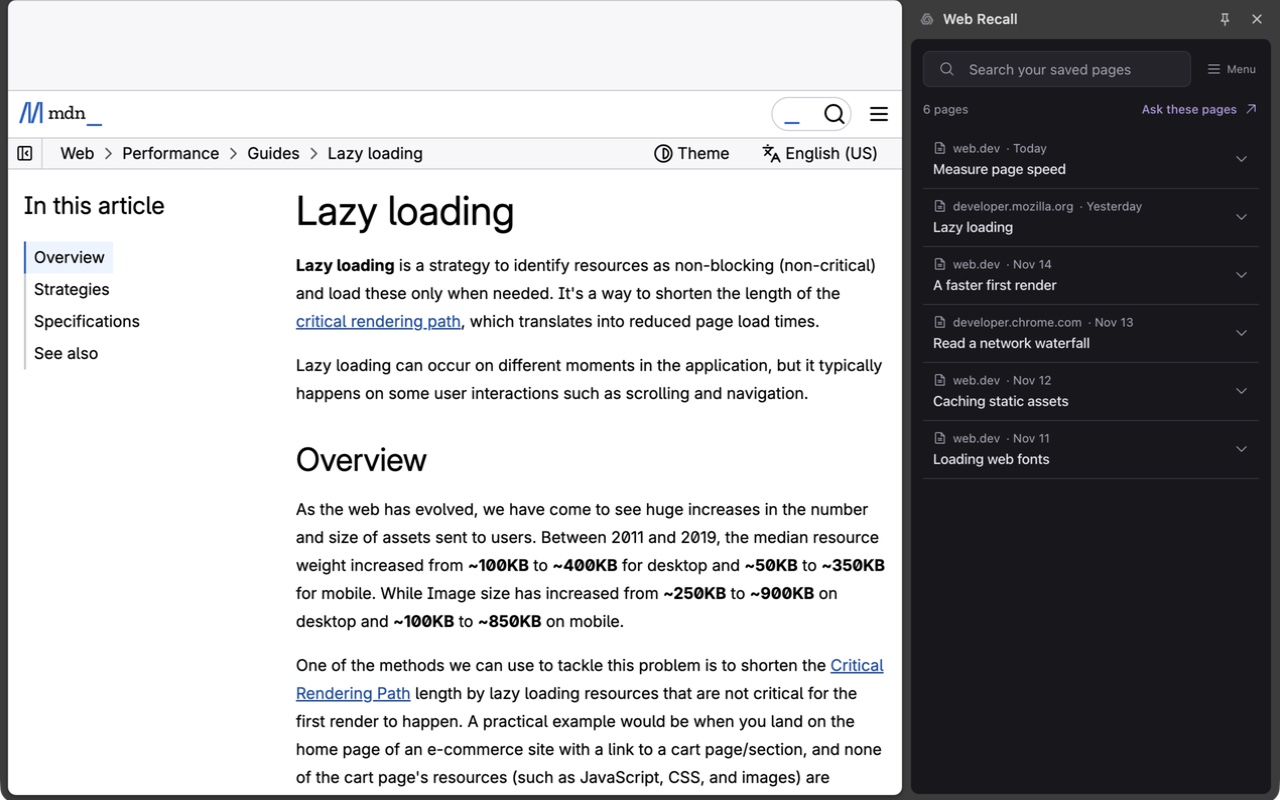 mdn_
Web > Performance > Guides > Lazy loading
Theme
English (US)
In this article
Overview
Strategies
Specifications
See also
Lazy loading
Lazy loading is a strategy to identify resources as non-blocking (non-critical)
and load these only when needed. It's a way to shorten the length of the
critical rendering path, which translates into reduced page load times.
Lazy loading can occur on different moments in the application, but it typically
happens on some user interactions such as scrolling and navigation.
Overview
As the web has evolved, we have come to see huge increases in the number
and size of assets sent to users. Between 2011 and 2019, the median resource
weight increased from ~100KB to ~400KB for desktop and ~50KB to ~350KB
for mobile. While Image size has increased from ~250KB to ~900KB on
desktop and ~100KB to ~850KB on mobile.
One of the methods we can use to tackle this problem is to shorten the Critical
Rendering Path length by lazy loading resources that are not critical for the
first render to happen. A practical example would be when you land on the
home page of an e-commerce site with a link to a cart page/section, and none
of the cart page's resources (such as JavaScript, CSS, and images) are
Web Recall
Search your saved pages
Menu
6 pages
Ask these pages
web.dev · Today
Measure page speed
developer.mozilla.org · Yesterday
Lazy loading
web.dev · Nov 14
A faster first render
developer.chrome.com · Nov 13
Read a network waterfall
web.dev · Nov 12
Caching static assets
web.dev · Nov 11
Loading web fonts